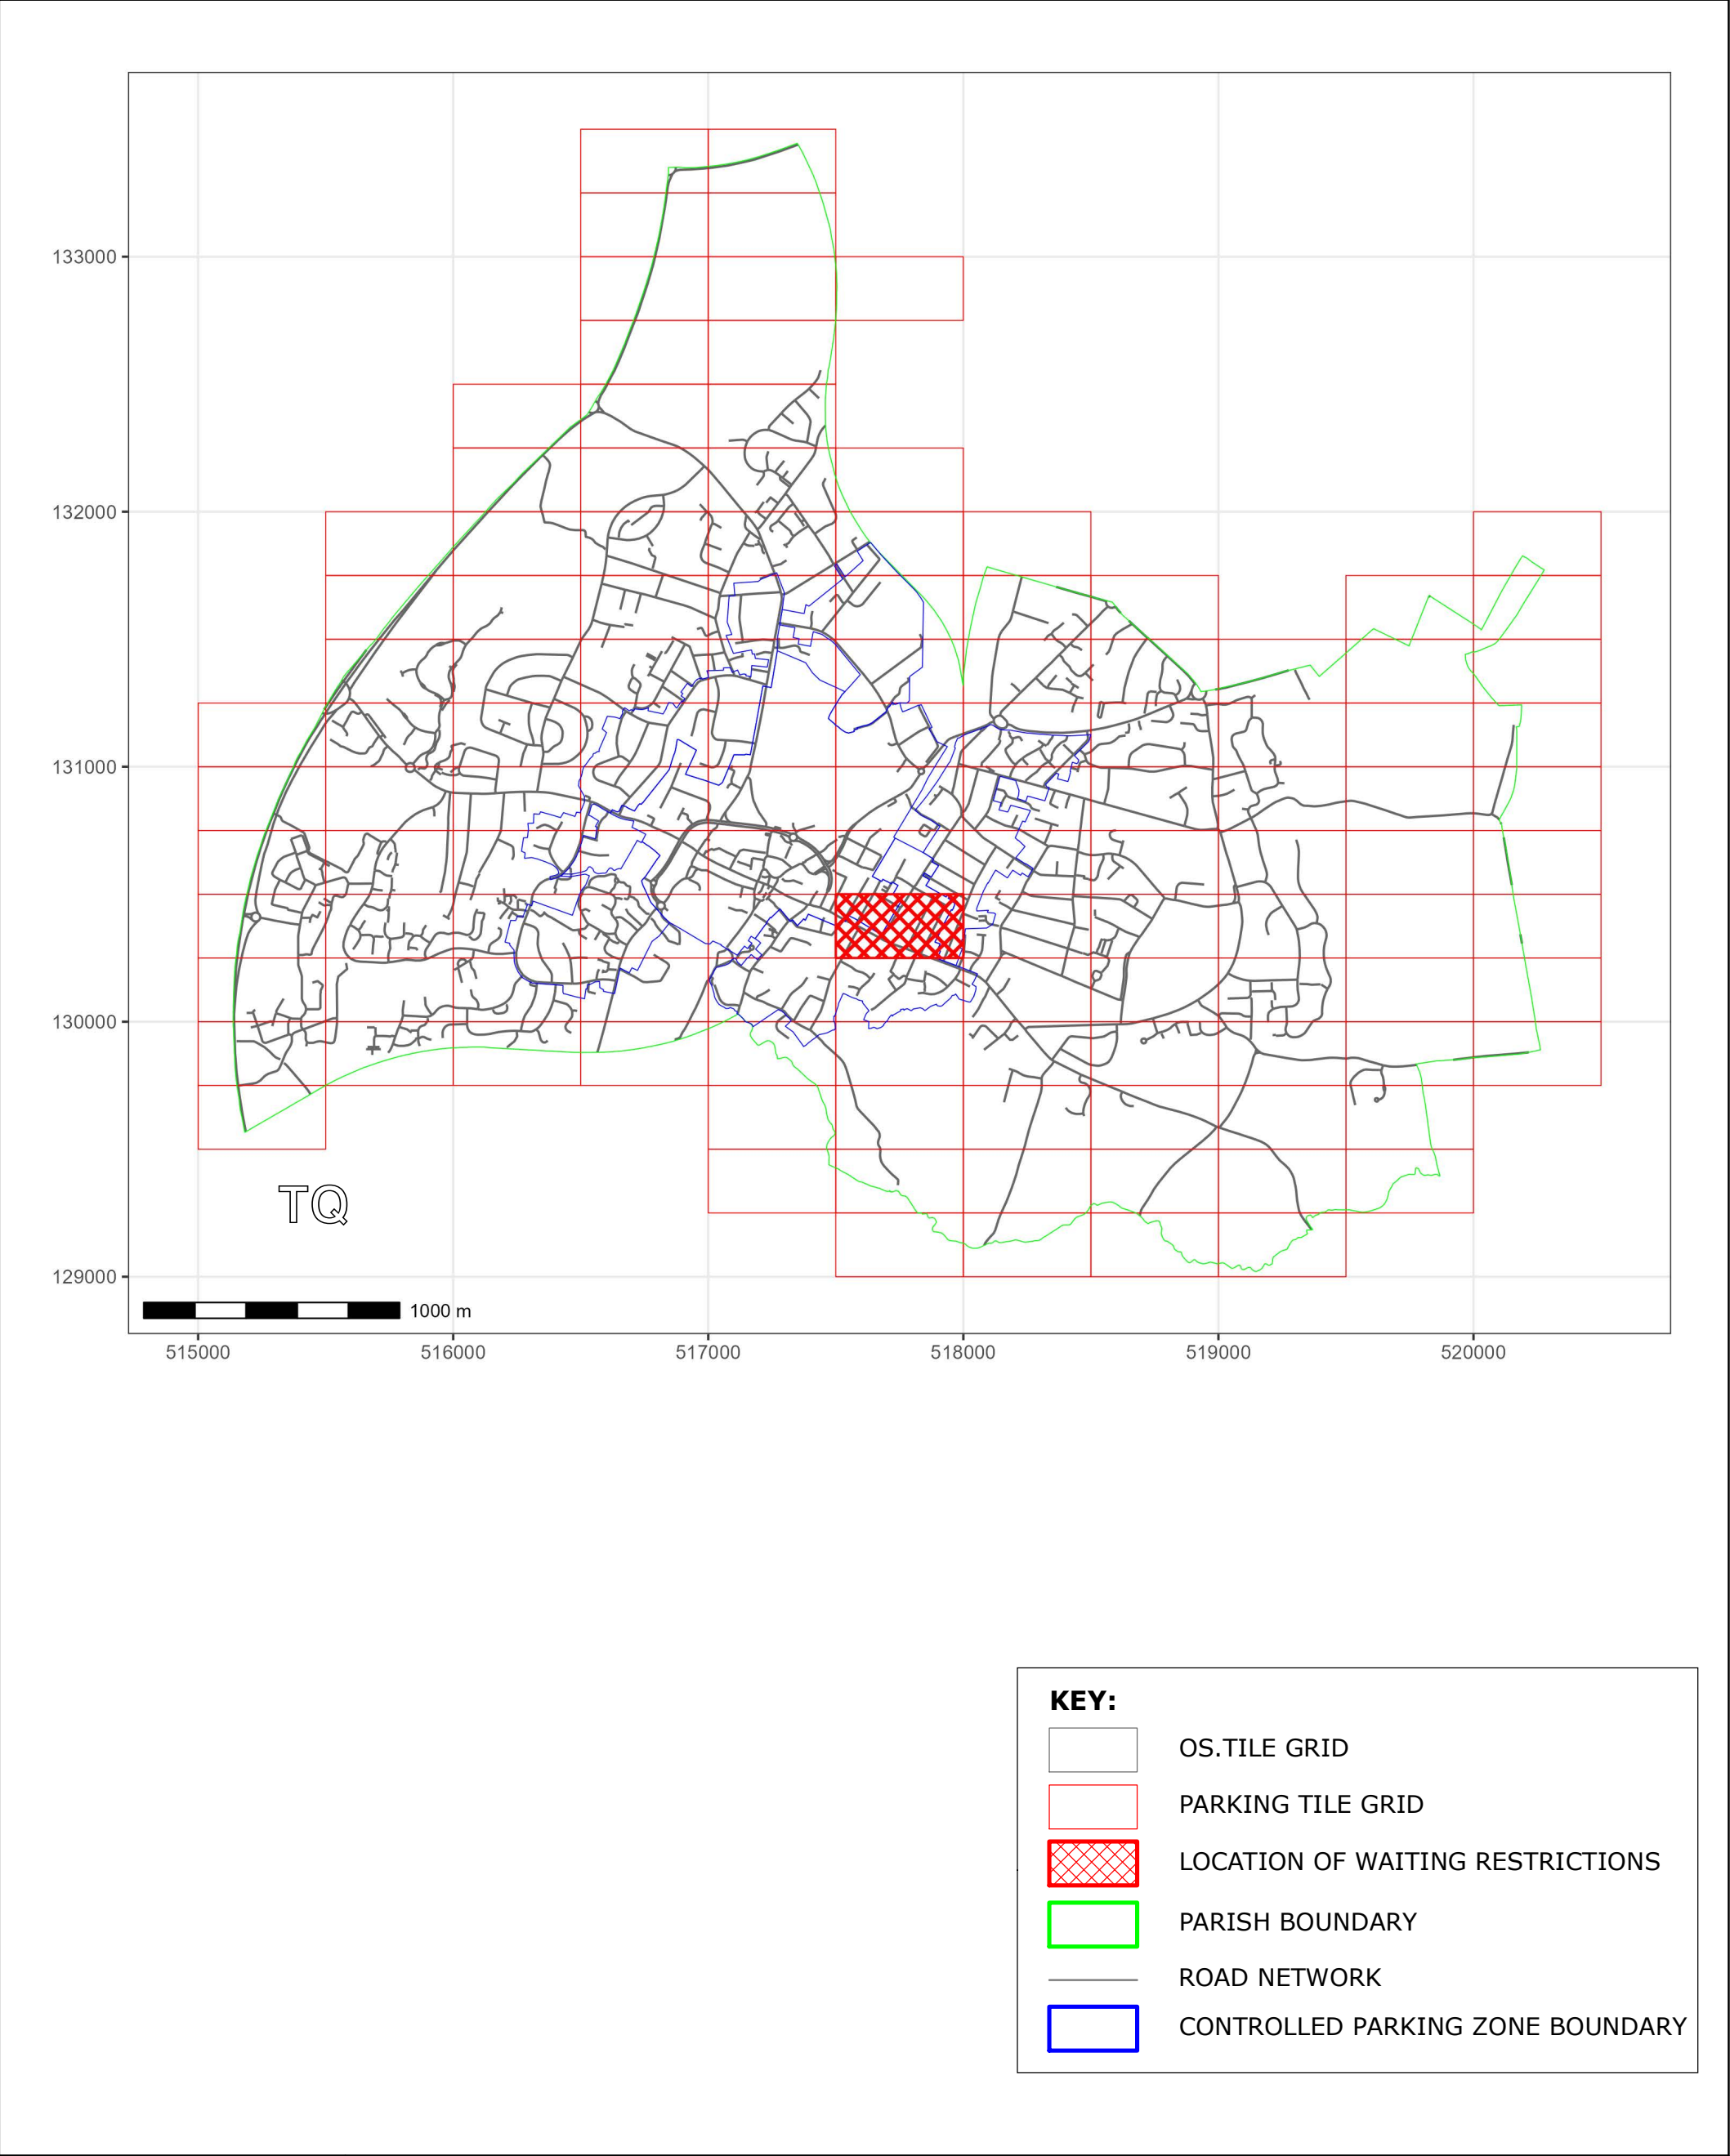 133000
132000
131000
130000
129000
TQ
1000 m
515000 516000 517000 518000 519000 520000
KEY:
OS.TILE GRID
PARKING TILE GRID
LOCATION OF WAITING RESTRICTIONS
PARISH BOUNDARY
ROAD NETWORK
CONTROLLED PARKING ZONE BOUNDARY